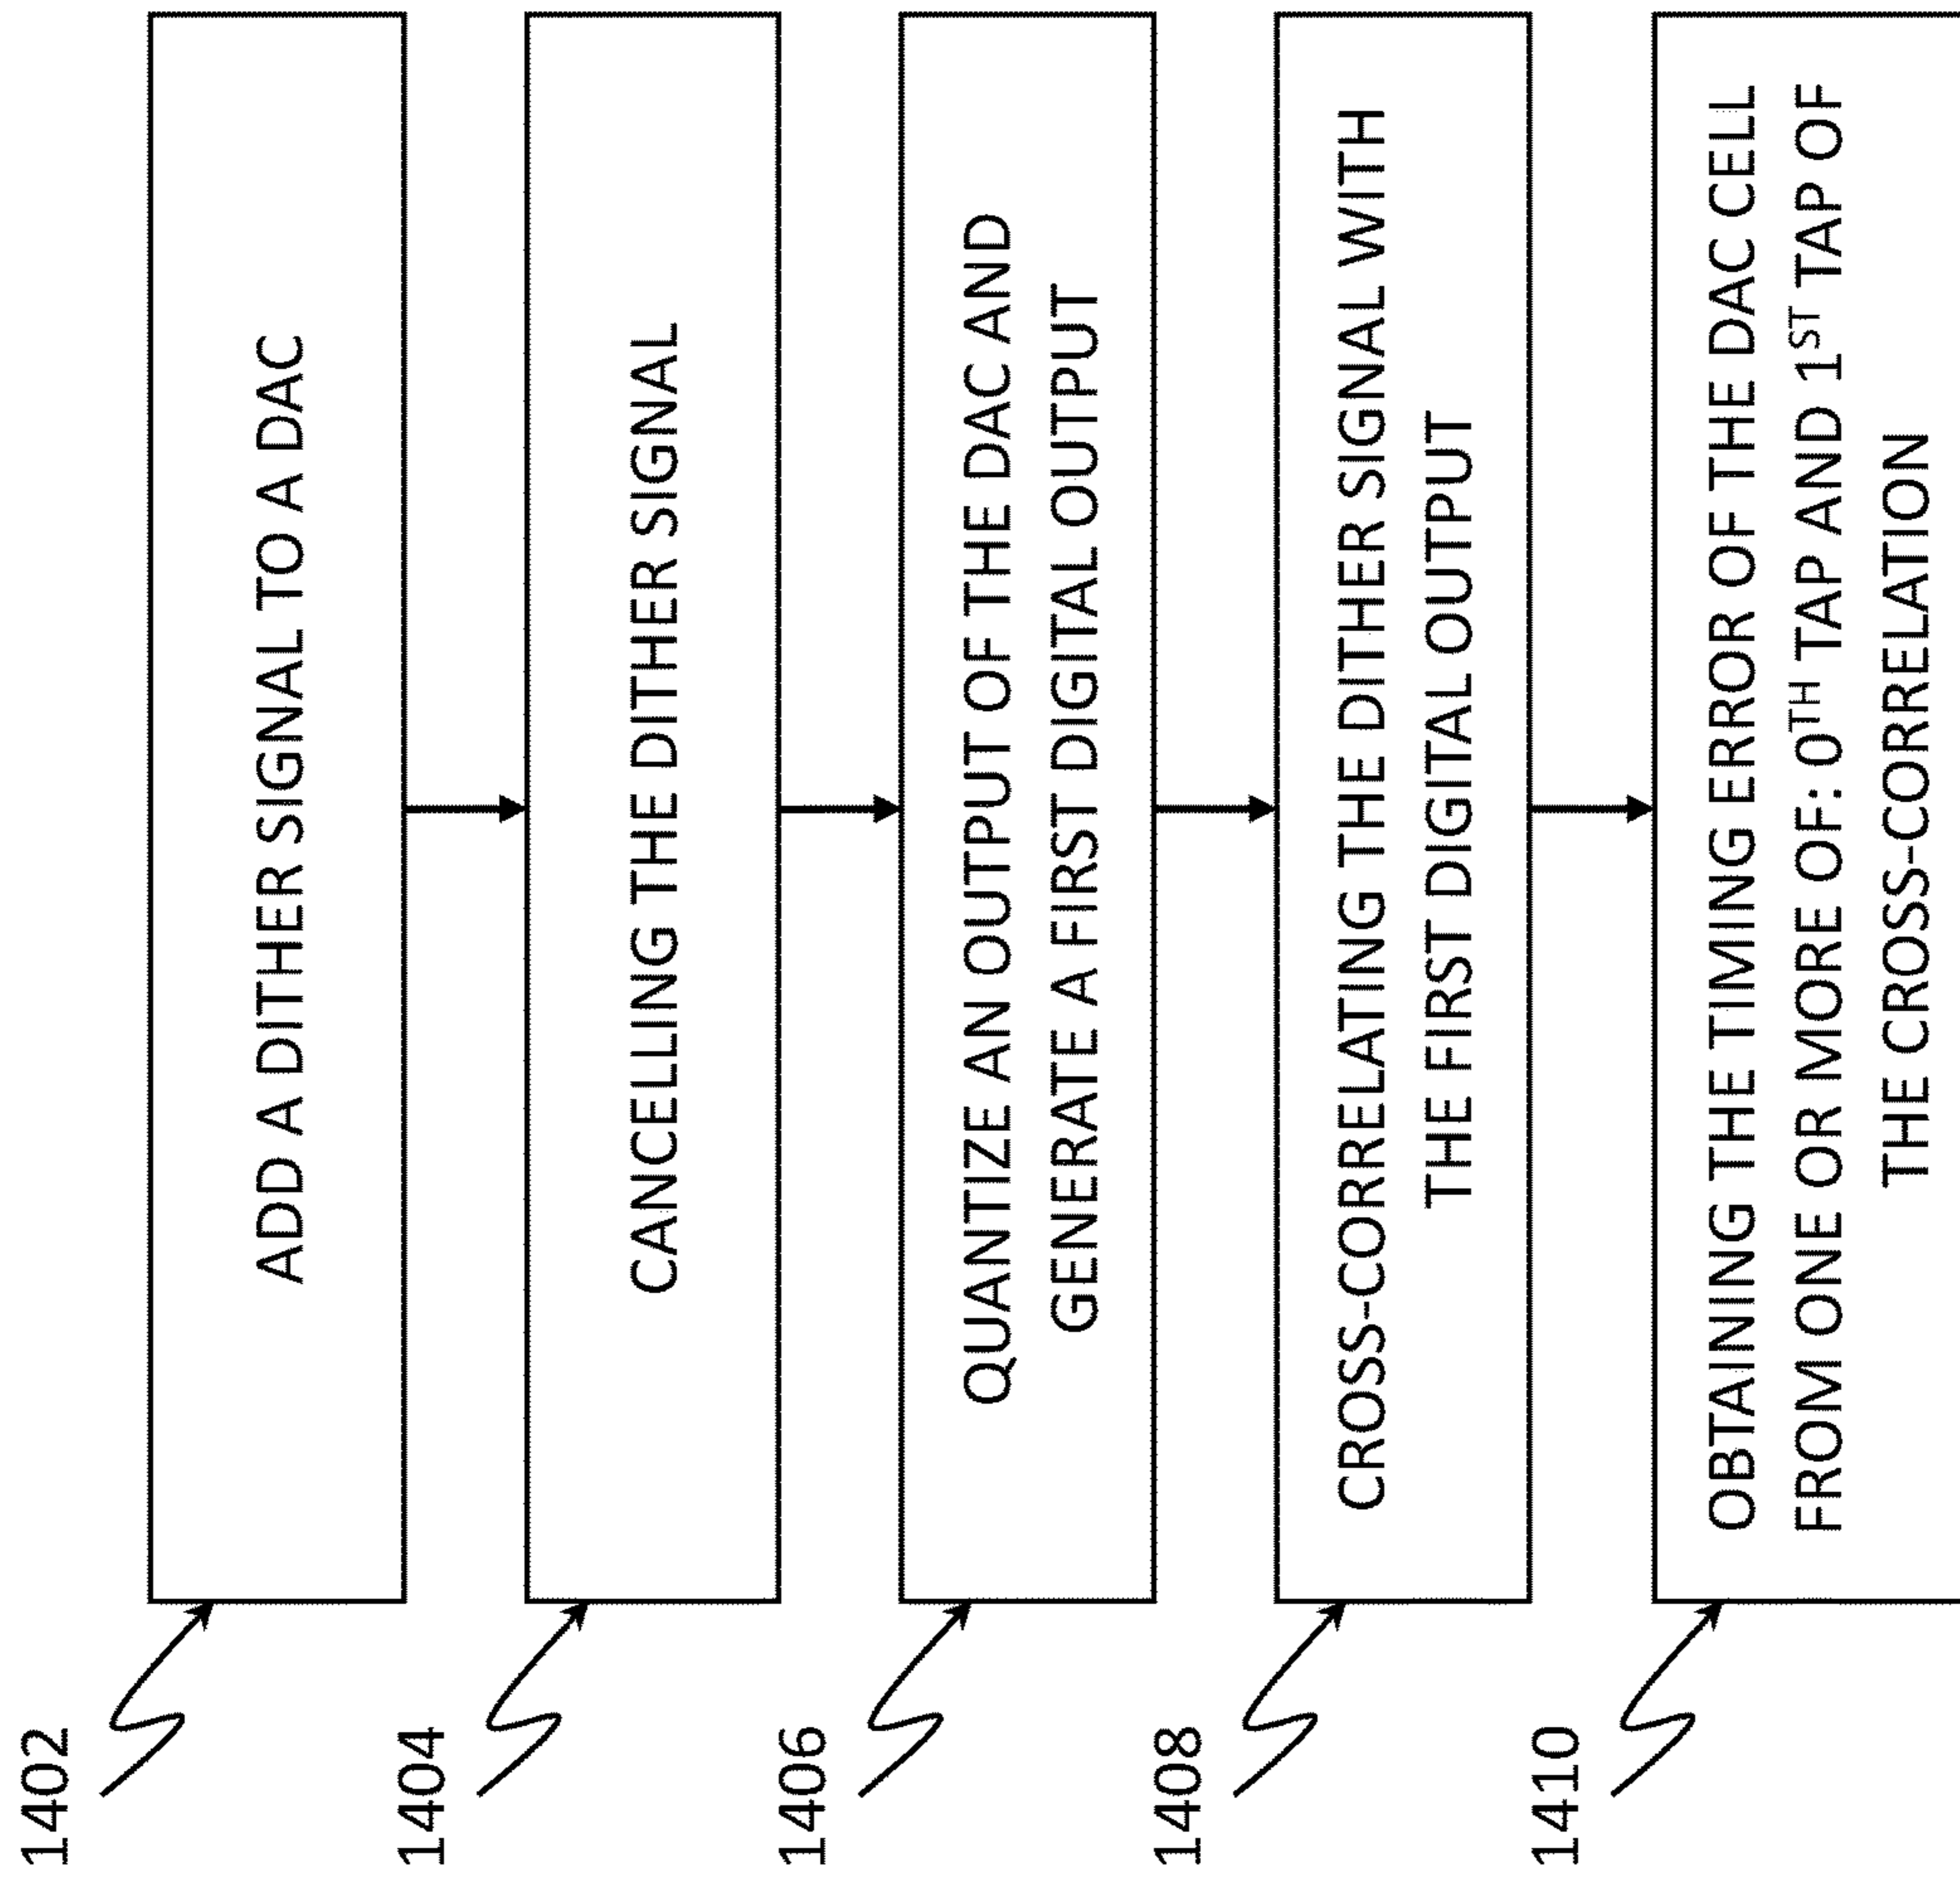 1402
ADD A DITHER SIGNAL TO A DAC
1404
CANCELLING THE DITHER SIGNAL
1406
QUANTIZE AN OUTPUT OF THE DAC AND
GENERATE A FIRST DIGITAL OUTPUT
1408
CROSS-CORRELATING THE DITHER SIGNAL WITH
THE FIRST DIGITAL OUTPUT
1410
OBTAINING THE TIMING ERROR OF THE DAC CELL
FROM ONE OR MORE OF: 0TH TAP AND 1ST TAP OF
THE CROSS-CORRELATION